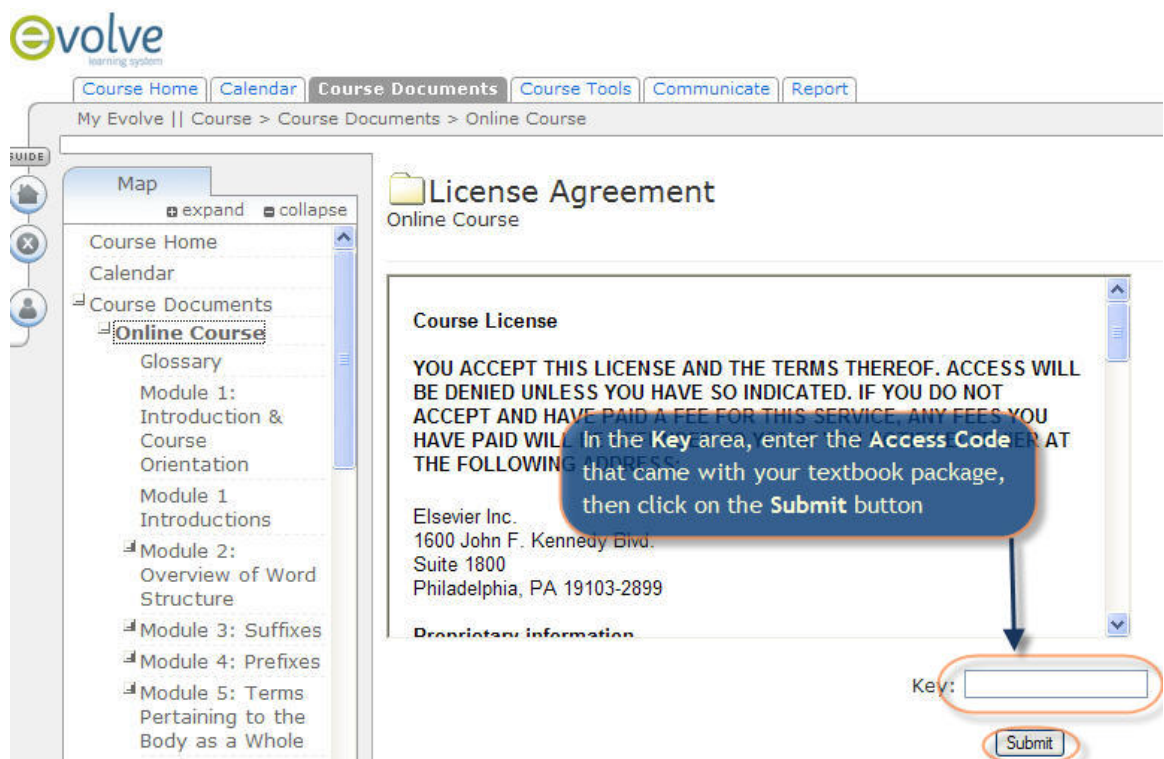 evolve
learning system
Course Home Calendar Course Documents Course Tools Communicate Report
My Evolve || Course > Course Documents > Online Course
GUIDE
Map
expand collapse
Course Home
Calendar
Course Documents
Online Course
Glossary
Module 1:
Introduction &
Course
Orientation
Module 1
Introductions
Module 2:
Overview of Word
Structure
Module 3: Suffixes
Module 4: Prefixes
Module 5: Terms
Pertaining to the
Body as a Whole
License Agreement
Online Course
Course License
YOU ACCEPT THIS LICENSE AND THE TERMS THEREOF. ACCESS WILL
BE DENIED UNLESS YOU HAVE SO INDICATED. IF YOU DO NOT
ACCEPT AND HAVE PAID A FEE FOR THIS SERVICE, ANY FEES YOU
HAVE PAID WILL AT
THE FOLLOWING ADDRESS:
Elsevier Inc.
1600 John F. Kennedy Blvd.
Suite 1800
Philadelphia, PA 19103-2899
Proprietary information
In the Key area, enter the Access Code
that came with your textbook package,
then click on the Submit button
Key:
Submit